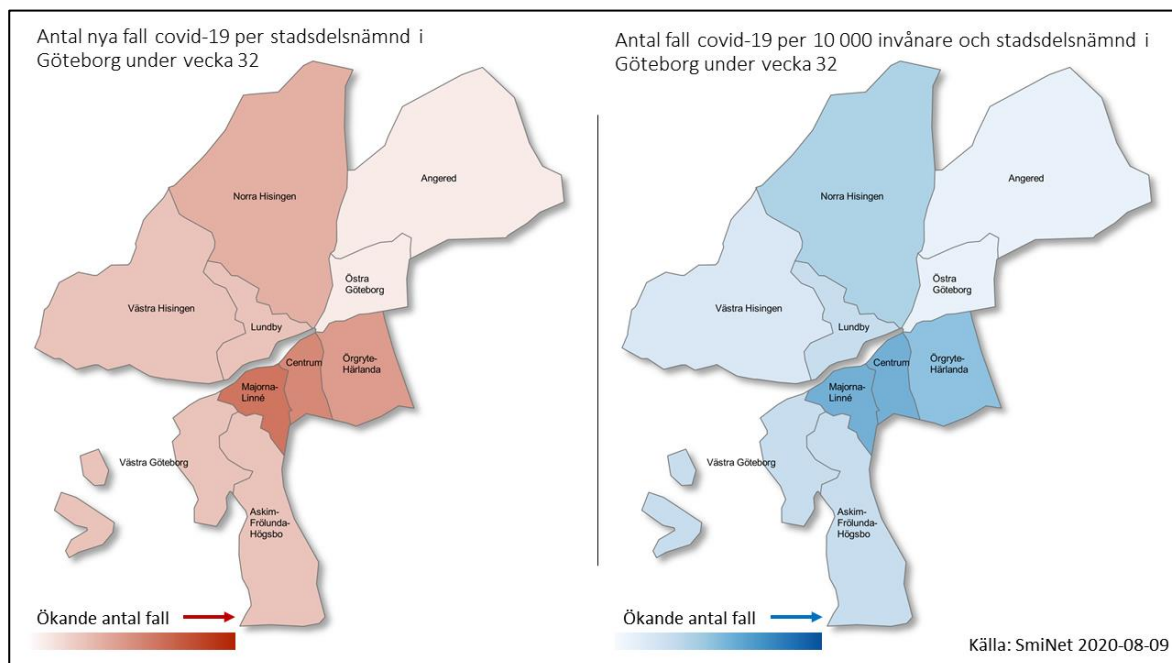 Antal nya fall covid-19 per stadsdelsnämnd i
Göteborg under vecka 32
Norra Hisingen
Angered
Östra
Göteborg
Västra Hisingen
Lundby
Centrum
Örgryte-
Härlanda
Majorna-
Linné
Västra Göteborg
Askim-
Frölunda-
Högsbo
Ökande antal fall
Antal fall covid-19 per 10 000 invånare och stadsdelsnämnd i
Göteborg under vecka 32
Norra Hisingen
Angered
Östra
Göteborg
Västra Hisingen
Lundby
Centrum
Örgryte-
Härlanda
Majorna-
Linné
Västra Göteborg
Askim-
Frölunda-
Högsbo
Ökande antal fall
Källa: SmiNet 2020-08-09